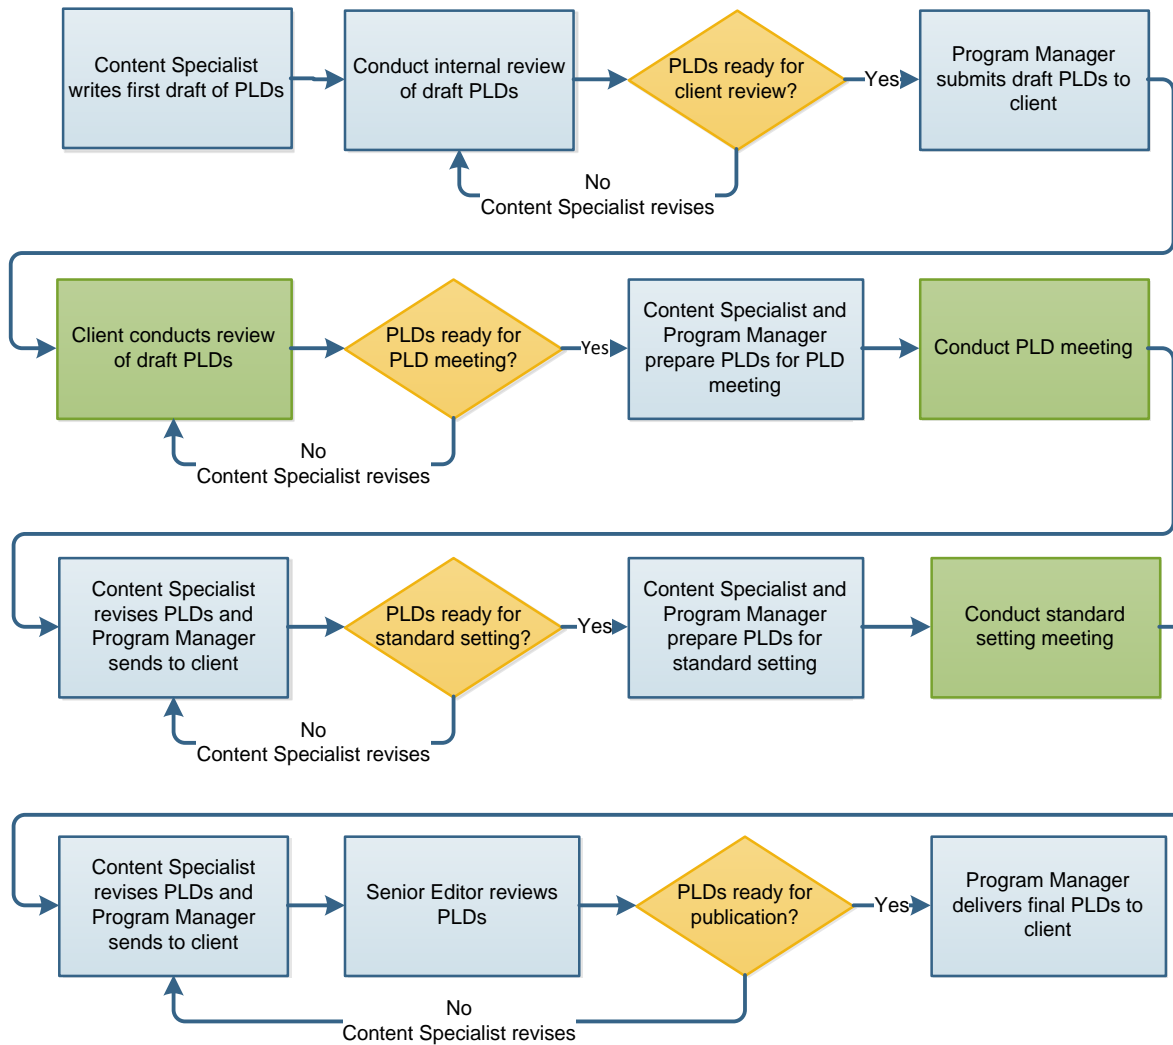 Content Specialist
writes first draft of PLDs
Conduct internal review
of draft PLDs
PLDs ready for
client review?
Yes
Program Manager
submits draft PLDs to
client
No
Content Specialist revises
Client conducts review
of draft PLDs
PLDs ready for
PLD meeting?
Yes
Content Specialist and
Program Manager
prepare PLDs for PLD
meeting
Conduct PLD meeting
No
Content Specialist revises
Content Specialist
revises PLDs and
Program Manager
sends to client
PLDs ready for
standard setting?
Yes
Content Specialist and
Program Manager
prepare PLDs for
standard setting
Conduct standard
setting meeting
No
Content Specialist revises
Content Specialist
revises PLDs and
Program Manager
sends to client
Senior Editor reviews
PLDs
PLDs ready for
publication?
Yes
Program Manager
delivers final PLDs to
client
No
Content Specialist revises